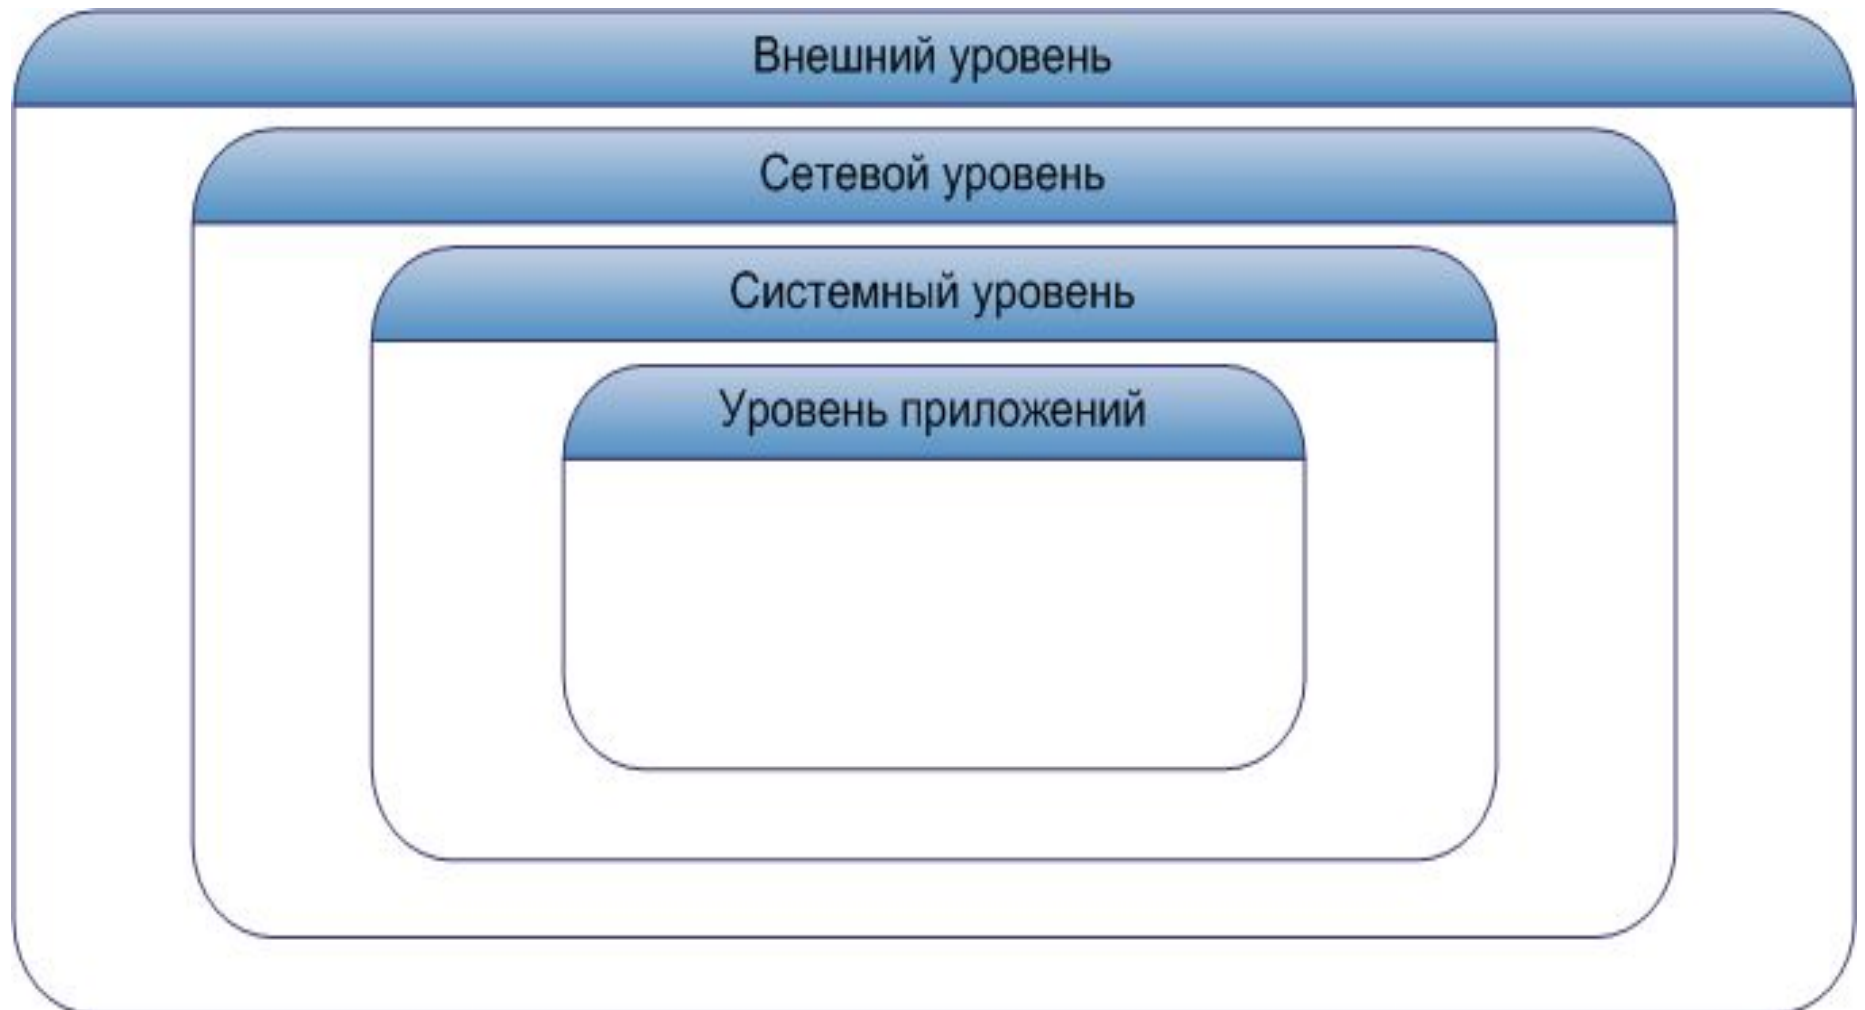 Внешний уровень
Сетевой уровень
Системный уровень
Уровень приложений